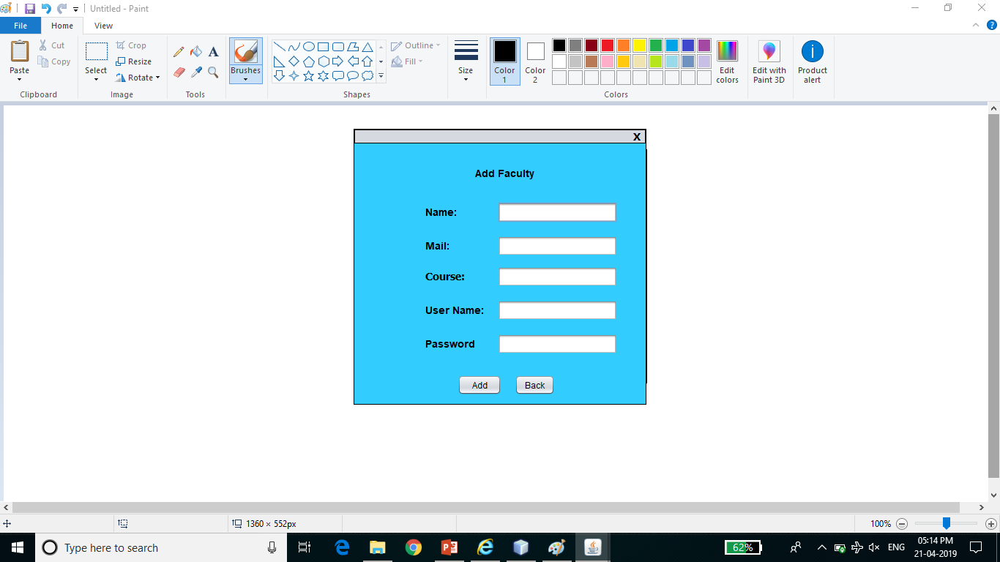 Untitled - Paint
File Home View
Paste
Cut
Copy
Clipboard
Select
Crop
Resize
Rotate
Image
A
Tools
Brushes
Shapes
Outline
Fill
Size
Color 1
Color 2
Colors
Edit colors
Edit with Paint 3D
Product alert
X
Add Faculty
Name:
Mail:
Course:
User Name:
Password
Add Back
1360 × 552px
100%
Type here to search
62%
ENG
05:14 PM
21-04-2019